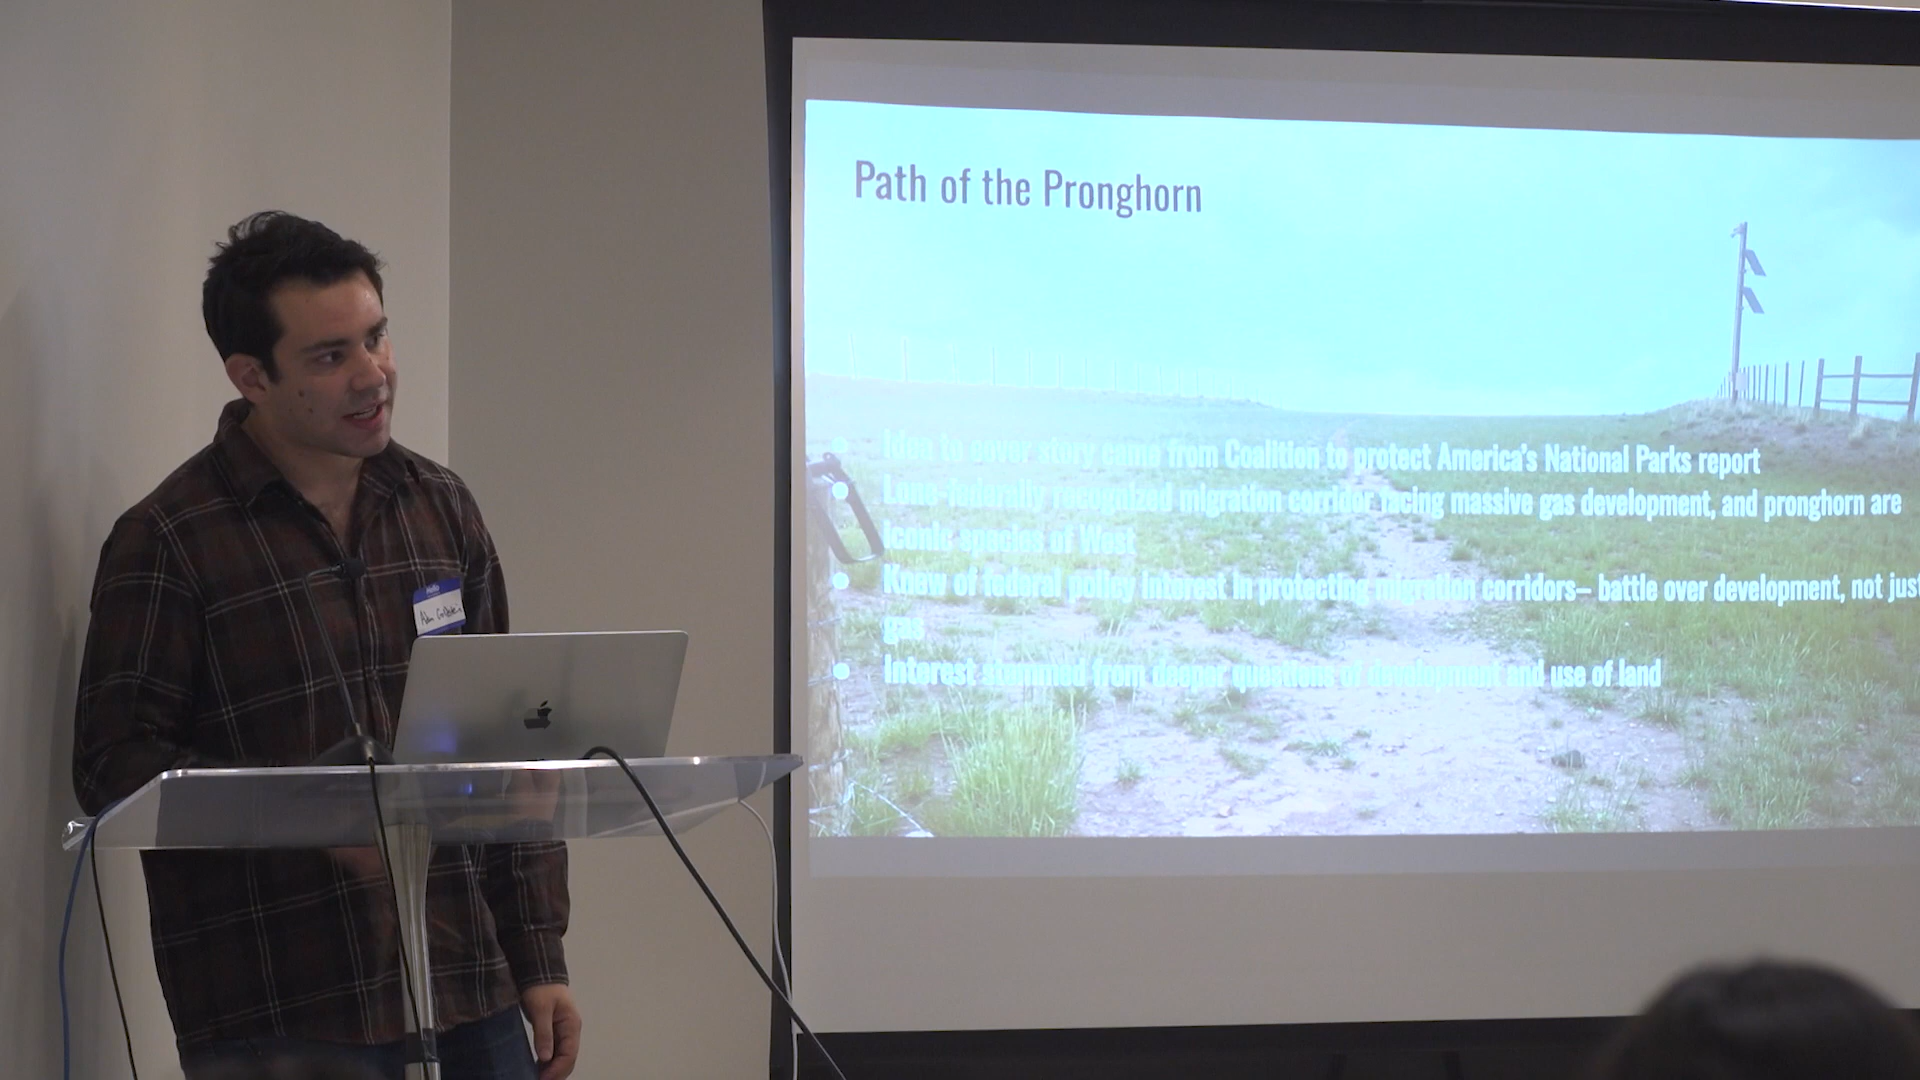 Path of the Pronghorn
Idea to cover story came from Coalition to protect America's National Parks report
Lone federally recognized migration corridor facing massive gas development, and pronghorn are
iconic species of West
Knew of federal policy interest in protecting migration corridors– battle over development, not just
gas
Interest stemmed from deeper questions of development and use of land
Hello
Adam